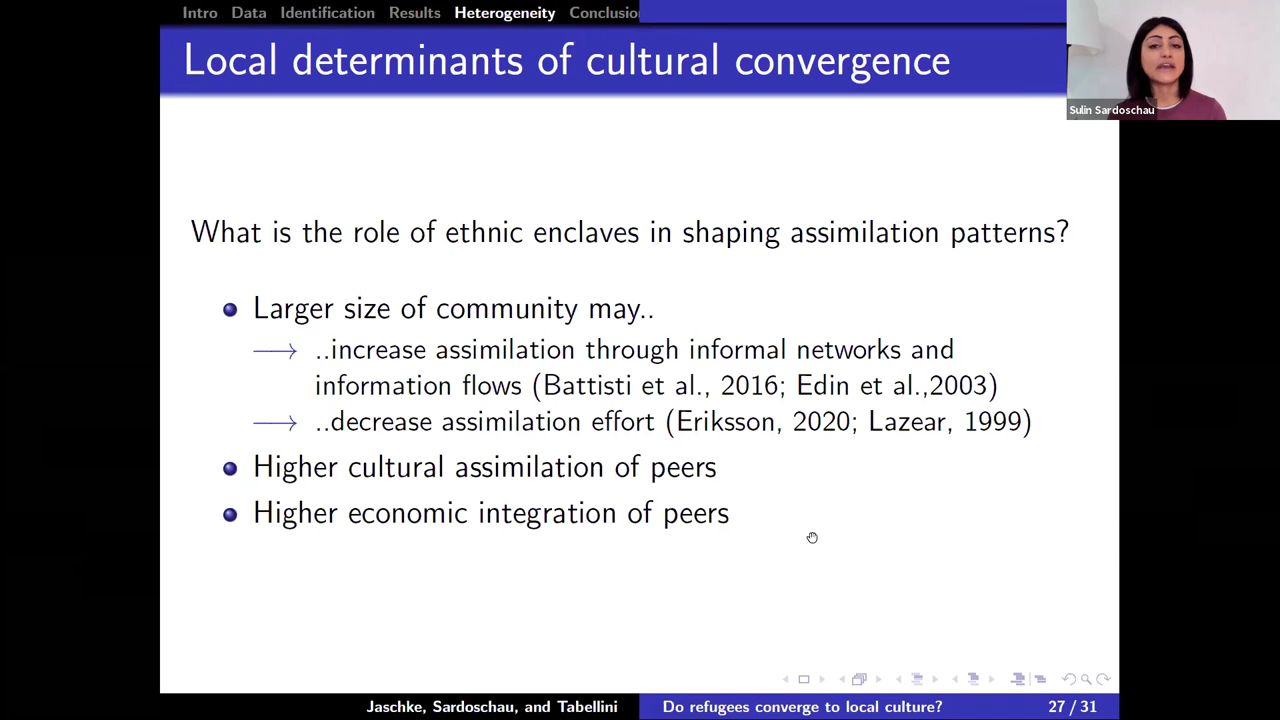 Intro Data Identification Results Heterogeneity Conclusion
Local determinants of cultural convergence
Sulin Sardoschau
What is the role of ethnic enclaves in shaping assimilation patterns?
Larger size of community may..
..increase assimilation through informal networks and
information flows (Battisti et al., 2016; Edin et al.,2003)
..decrease assimilation effort (Eriksson, 2020; Lazear, 1999)
Higher cultural assimilation of peers
Higher economic integration of peers
Jaschke, Sardoschau, and Tabellini
Do refugees converge to local culture?
27 / 31